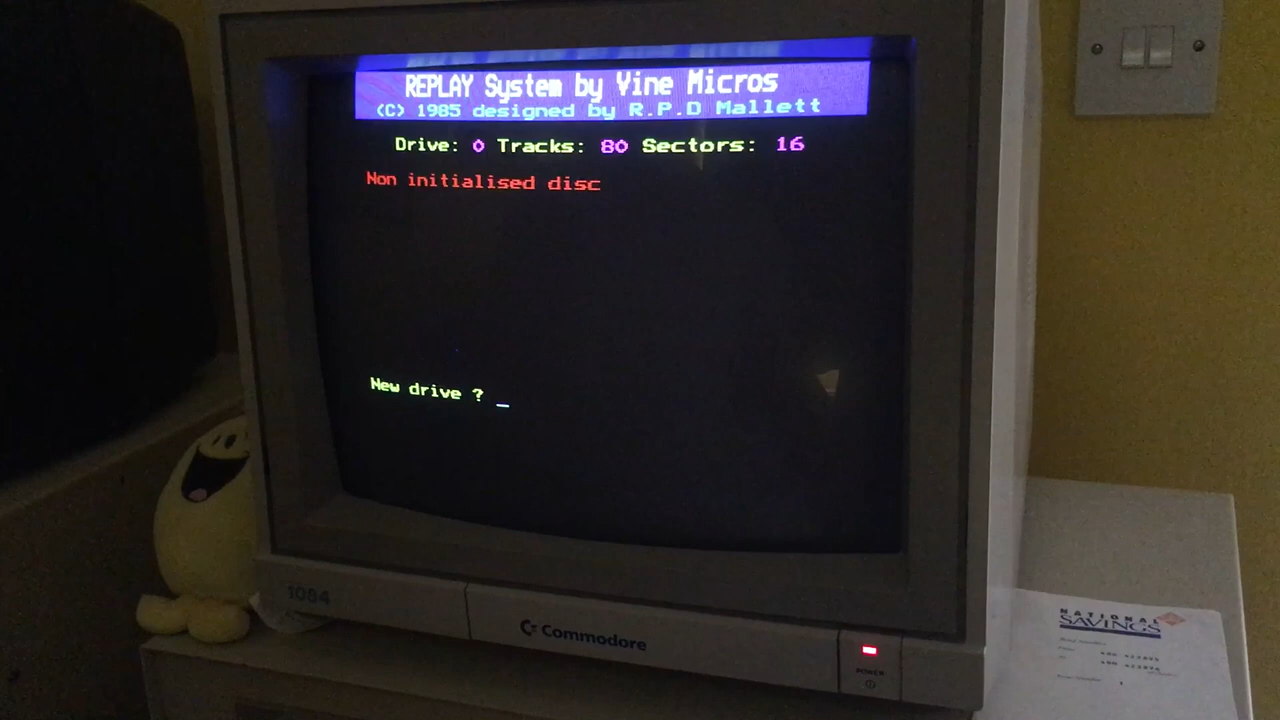 REPLAY System by Vine Micros
(C) 1985 designed by R.P.D Mallett
Drive: 0 Tracks: 80 Sectors: 16
Non initialised disc
New drive ? _
1084
Commodore
POWER
NATIONAL
SAVINGS